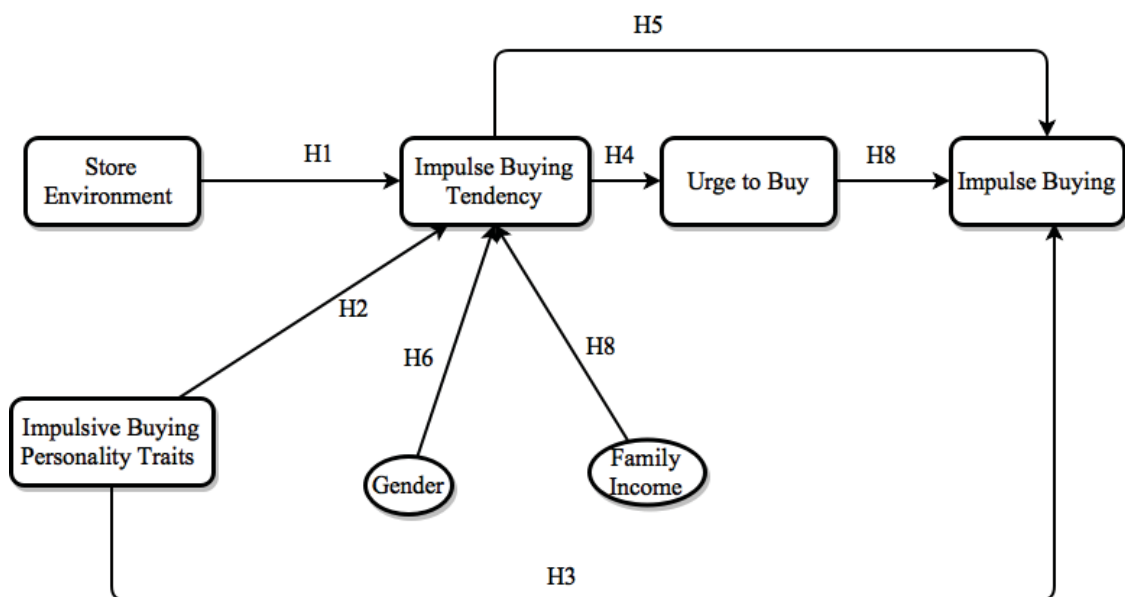 H5
Store
Environment
H1
Impulse Buying
Tendency
H4
Urge to Buy
H8
Impulse Buying
H2
H6
H8
Impulsive Buying
Personality Traits
Gender
Family
Income
H3